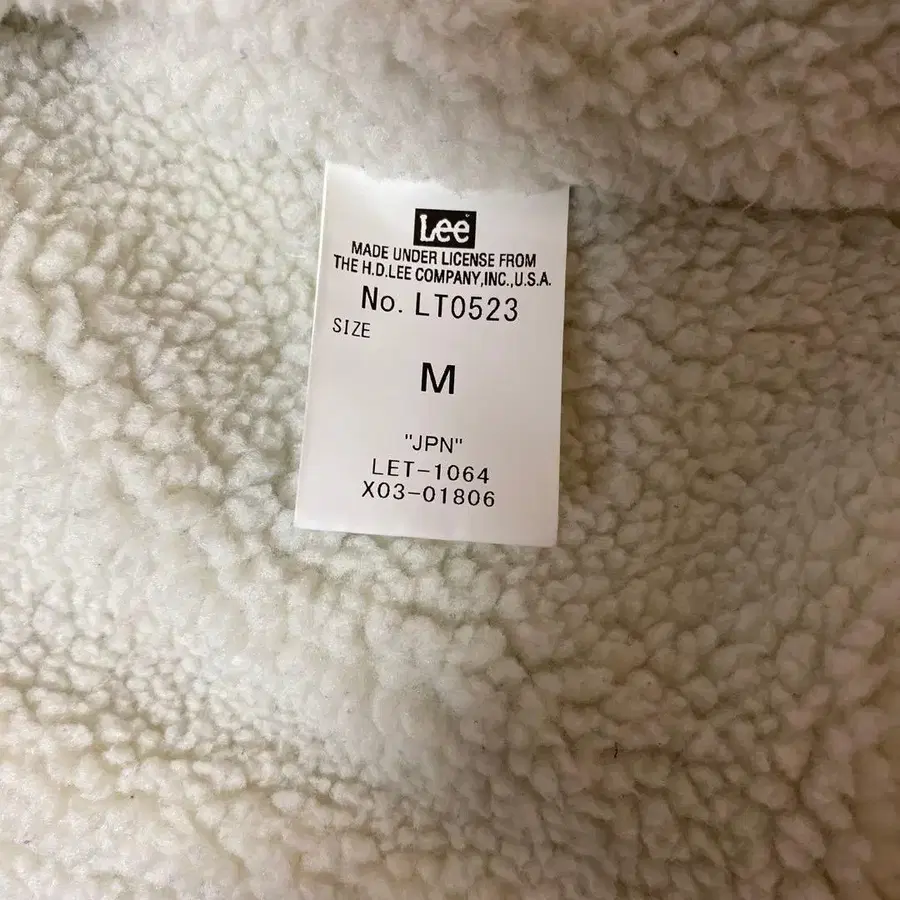 Lee
MADE UNDER LICENSE FROM
THE H.D.LEE COMPANY,INC.,U.S.A.
No. LT0523
SIZE
M
"JPN"
LET-1064
X03-01806